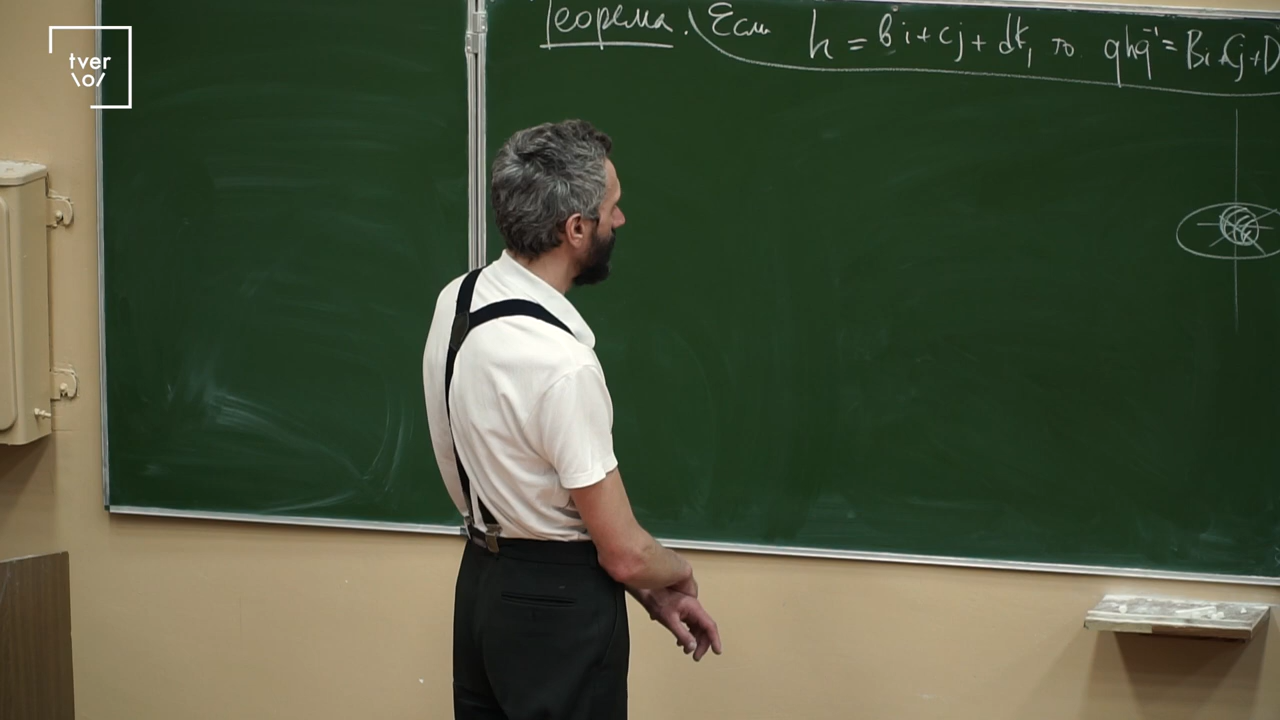 tver
\o/
Теорема. Если h = bi + cj + dk, то qhq⁻¹ = Bi + Cj + D